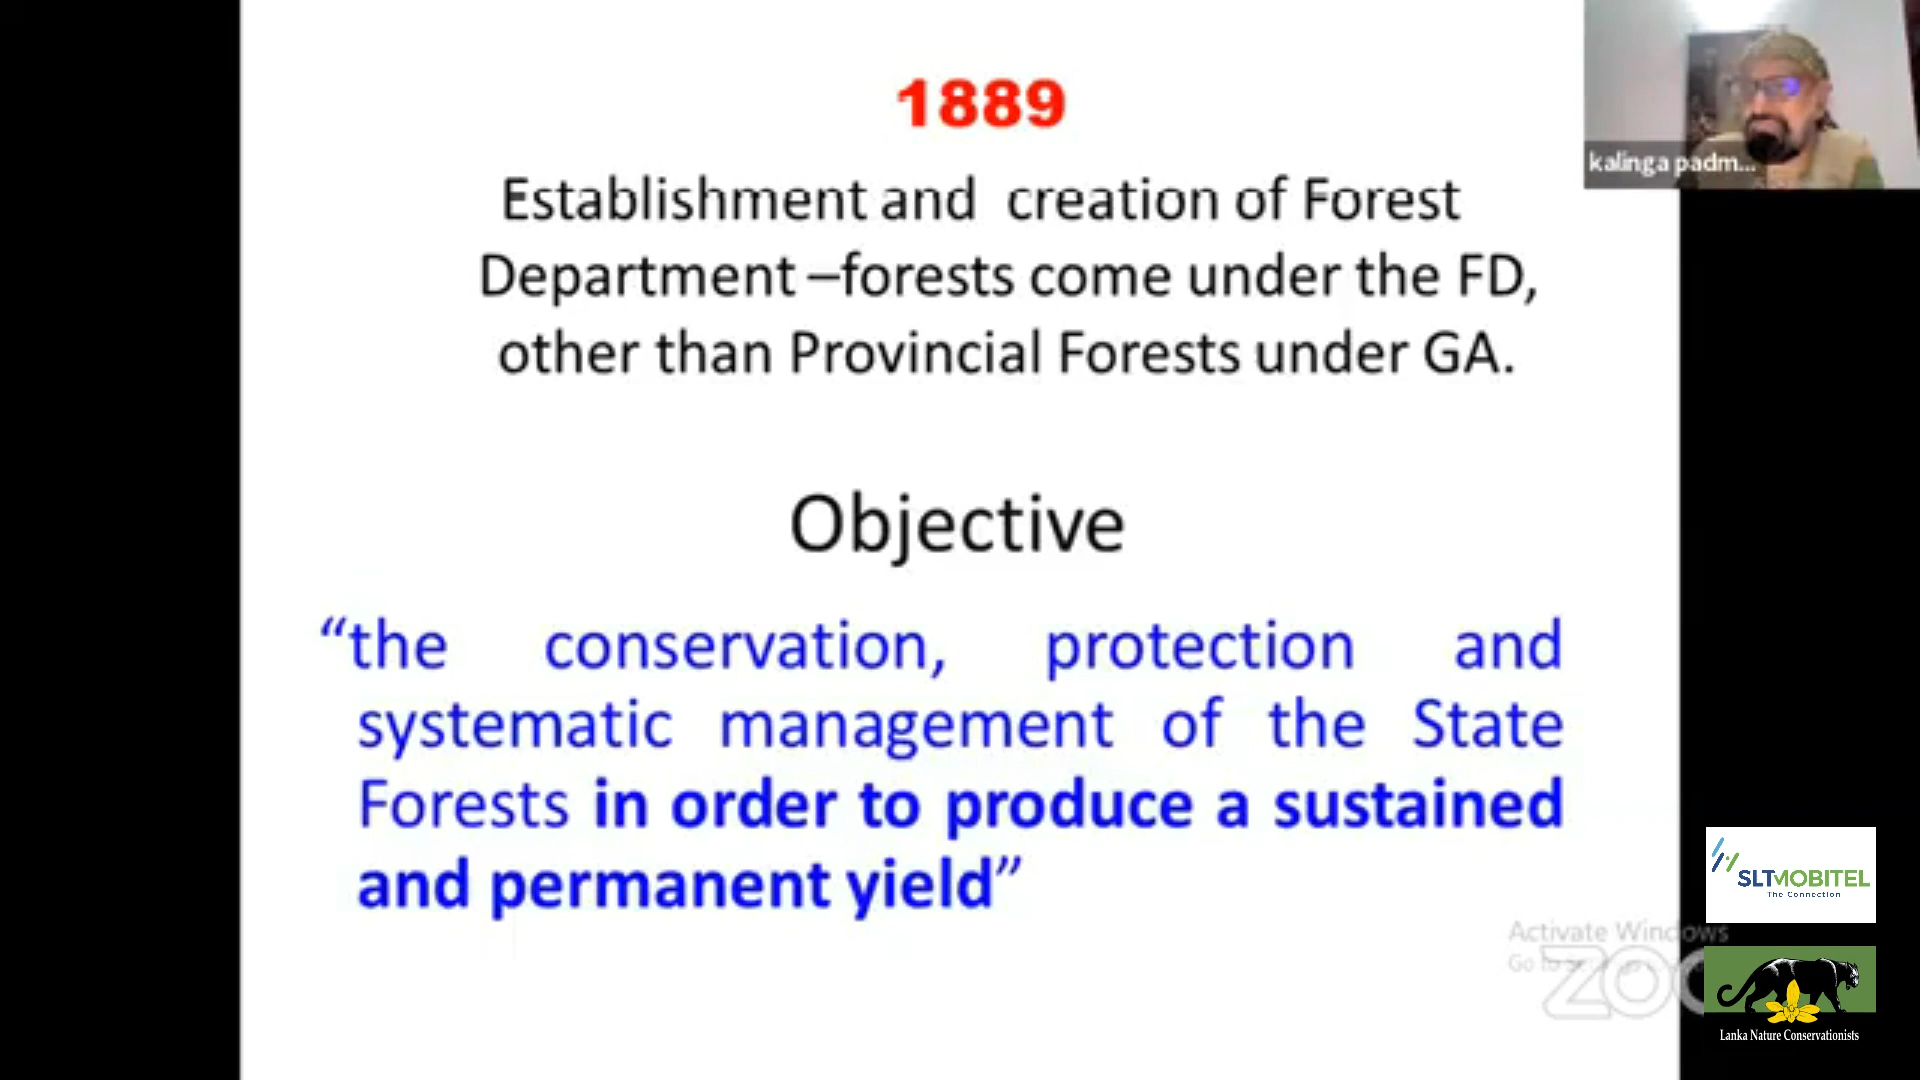 1889
Establishment and creation of Forest
Department –forests come under the FD,
other than Provincial Forests under GA.
Objective
“the conservation, protection and
systematic management of the State
Forests in order to produce a sustained
and permanent yield”
kalinga padm...
SLTMOBITEL
The Connection
Activate Windows
Go to
ZOO
Lanka Nature Conservationists